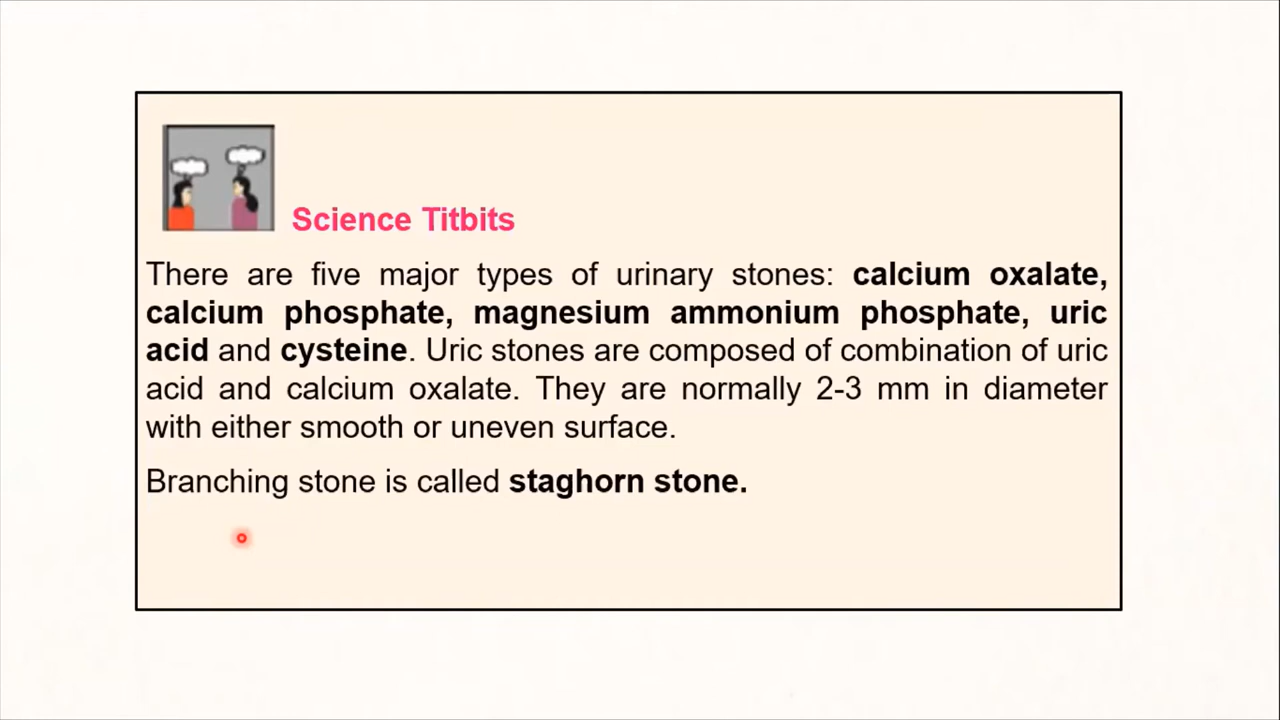 Science Titbits
There are five major types of urinary stones: calcium oxalate,
calcium phosphate, magnesium ammonium phosphate, uric
acid and cysteine. Uric stones are composed of combination of uric
acid and calcium oxalate. They are normally 2-3 mm in diameter
with either smooth or uneven surface.
Branching stone is called staghorn stone.